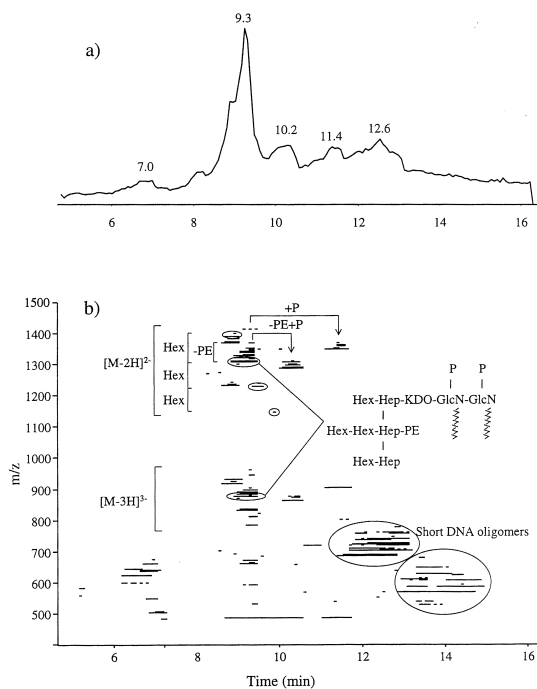 a)
9.3
10.2
11.4
12.6
7.0
6 8 10 12 14 16
b)
+P
-PE+P
1500
1400
1300
1200
1100
1000
900
800
700
600
500
m/z
[M-2H]2-
Hex
-PE
Hex
Hex
[M-3H]3-
P P
Hex-Hep-KDO-GlcN-GlcN
Hex-Hex-Hep-PE
Hex-Hep
Short DNA oligomers
6 8 10 12 14 16
Time (min)